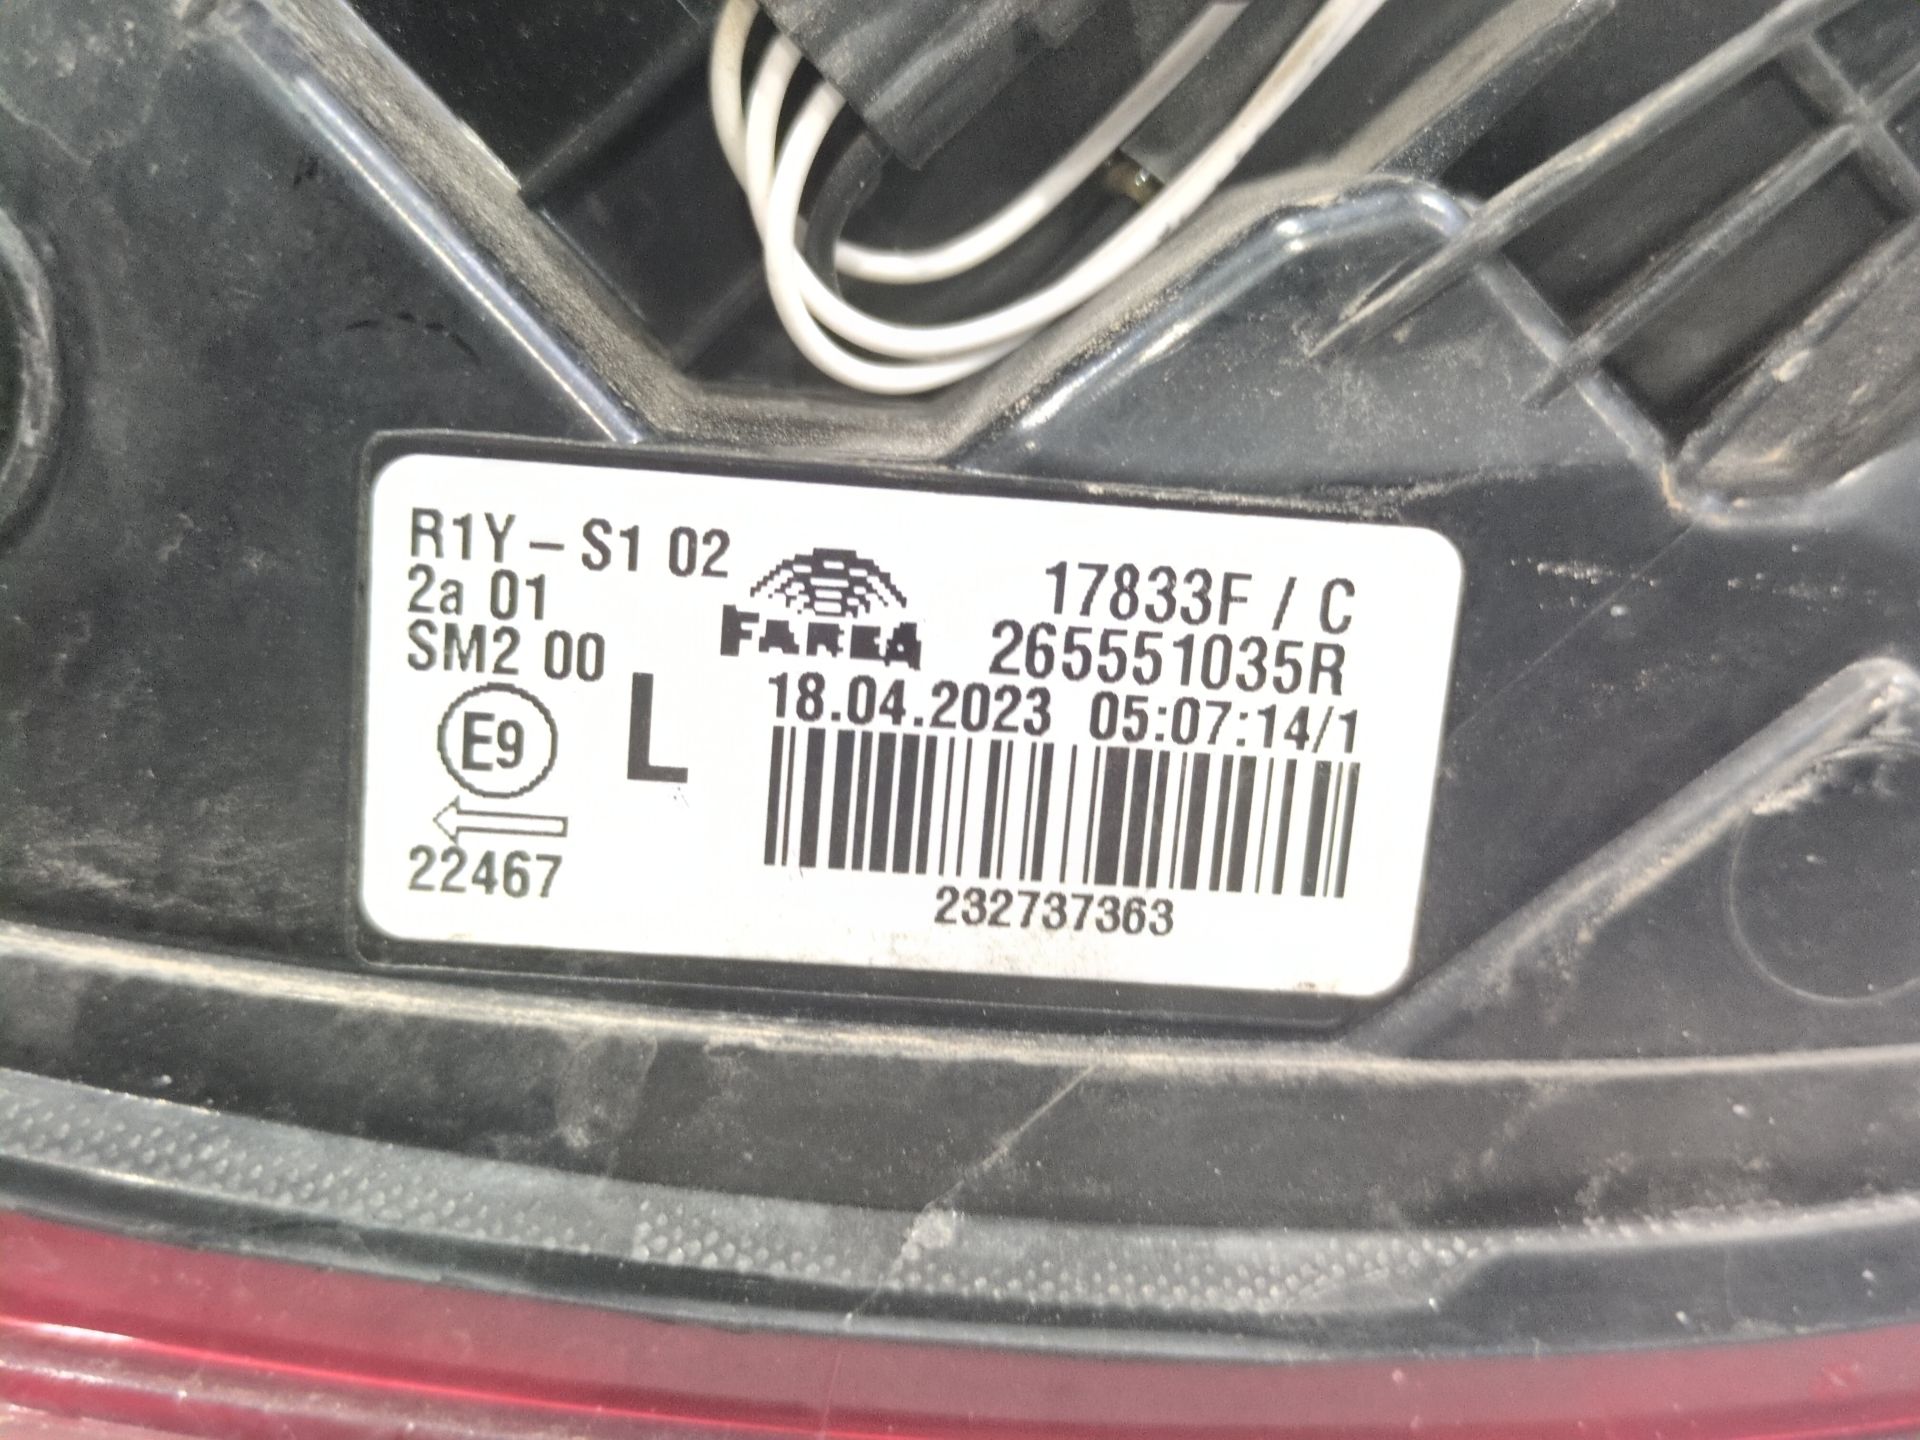 R1Y – S1 02
2a 01
SM2 00
E9
22467
L
FARBA
17833F / C
265551035R
18.04.2023 05:07:14/1
232737363